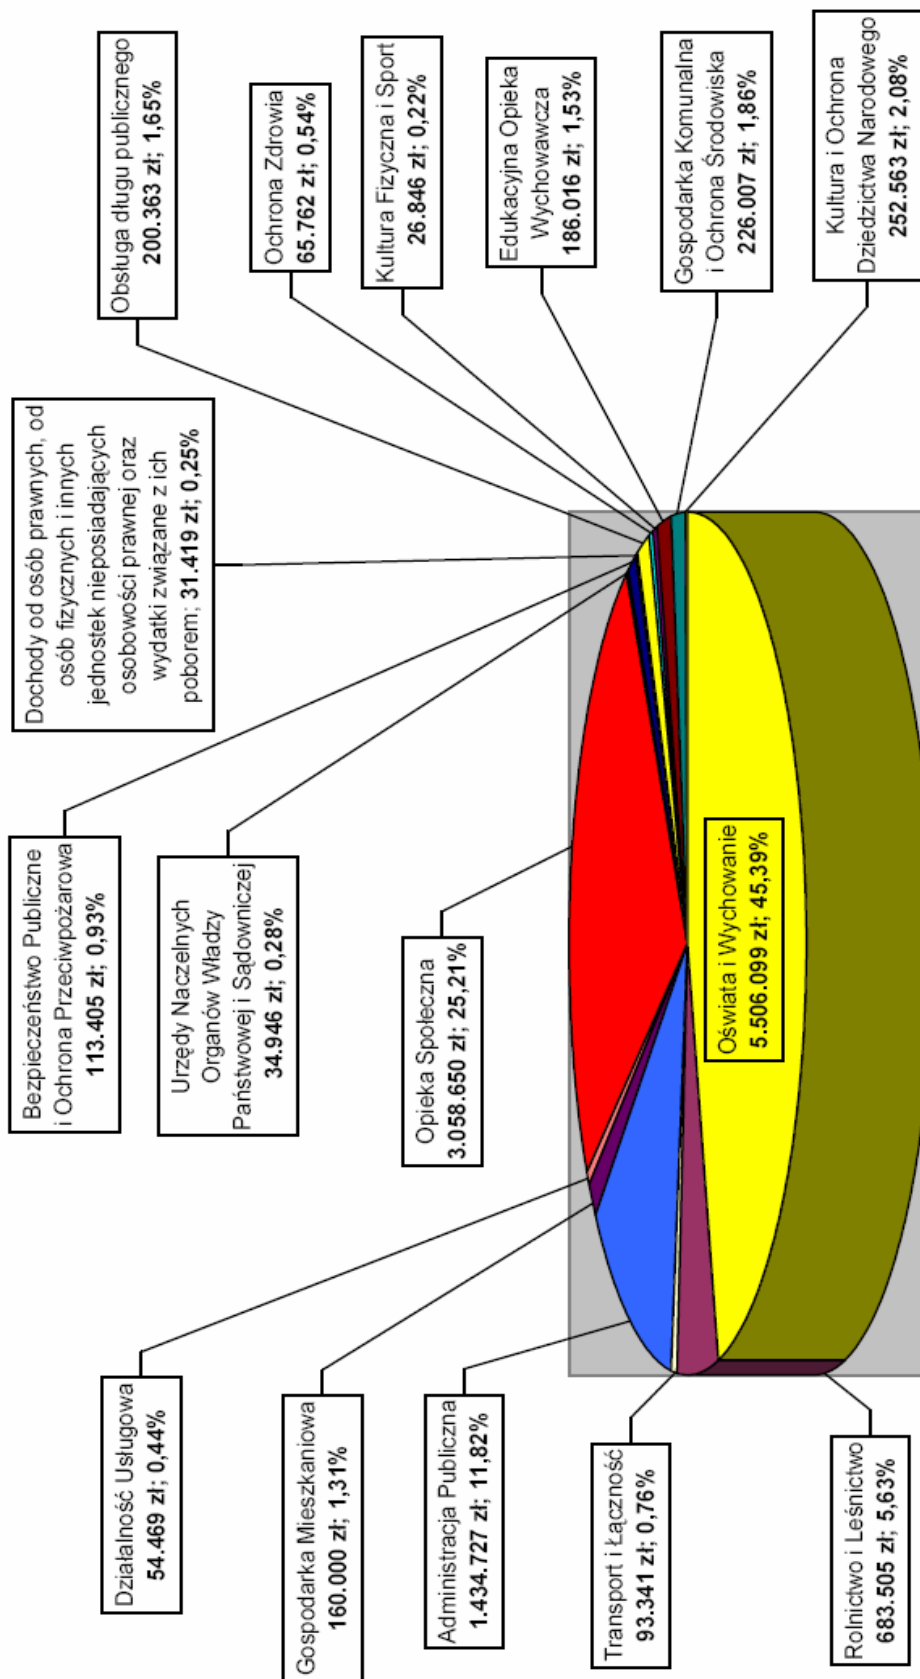 Bezpieczeństwo Publiczne
i Ochrona Przeciwpożarowa
113.405 zł; 0,93%
Dochody od osób prawnych, od
osób fizycznych i innych
jednostek nieposiadających
osobowości prawnej oraz
wydatki związane z ich
poborem; 31.419 zł; 0,25%
Działalność Usługowa
54.469 zł; 0,44%
Obsługa długu publicznego
200.363 zł; 1,65%
Urzędy Naczelnych
Organów Władzy
Państwowej i Sądowniczej
34.946 zł; 0,28%
Ochrona Zdrowia
65.762 zł; 0,54%
Gospodarka Mieszkaniowa
160.000 zł; 1,31%
Kultura Fizyczna i Sport
26.846 zł; 0,22%
Opieka Społeczna
3.058.650 zł; 25,21%
Administracja Publiczna
1.434.727 zł; 11,82%
Edukacyjna Opieka
Wychowawcza
186.016 zł; 1,53%
Transport i Łączność
93.341 zł; 0,76%
Gospodarka Komunalna
i Ochrona Środowiska
226.007 zł; 1,86%
Oświata i Wychowanie
5.506.099 zł; 45,39%
Kultura i Ochrona
Dziedzictwa Narodowego
252.563 zł; 2,08%
Rolnictwo i Leśnictwo
683.505 zł; 5,63%